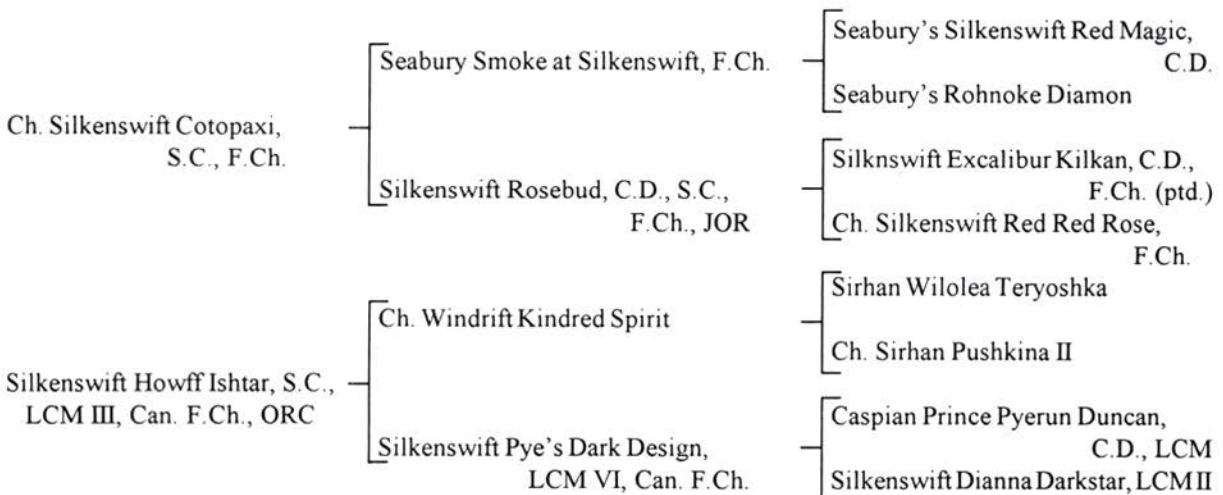 Ch. Silkenswift Cotopaxi,
S.C., F.Ch.
Seabury Smoke at Silkenswift, F.Ch.
Seabury's Silkenswift Red Magic,
C.D.
Seabury's Rohnoke Diamon
Silkenswift Rosebud, C.D., S.C.,
F.Ch., JOR
Silknswift Excalibur Kilkan, C.D.,
F.Ch. (ptd.)
Ch. Silkenswift Red Red Rose,
F.Ch.
Silkenswift Howff Ishtar, S.C.,
LCM III, Can. F.Ch., ORC
Ch. Windrift Kindred Spirit
Sirhan Wilolea Teryoshka
Ch. Sirhan Pushkina II
Silkenswift Pye's Dark Design,
LCM VI, Can. F.Ch.
Caspian Prince Pyerun Duncan,
C.D., LCM
Silkenswift Dianna Darkstar, LCM II